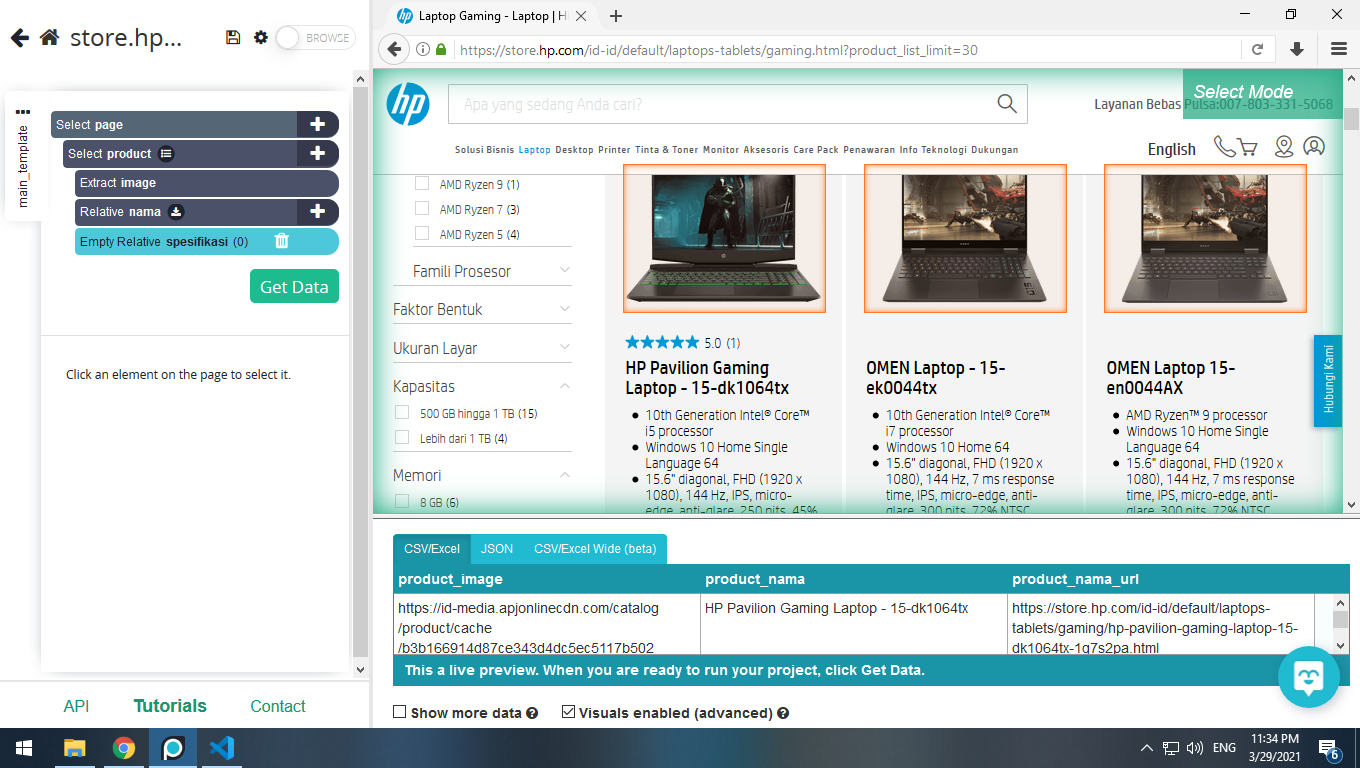 store.hp...
BROWSE
main_template
Select page
Select product
Extract image
Relative nama
Empty Relative spesifikasi (0)
Get Data
Click an element on the page to select it.
API Tutorials Contact
Laptop Gaming - Laptop | H
https://store.hp.com/id-id/default/laptops-tablets/gaming.html?product_list_limit=30
hp
Apa yang sedang Anda cari?
Select Mode
Layanan Bebas Pulsa:007-803-331-5068
Solusi Bisnis Laptop Desktop Printer Tinta & Toner Monitor Aksesoris Care Pack Penawaran Info Teknologi Dukungan
English
AMD Ryzen 9 (1)
AMD Ryzen 7 (3)
AMD Ryzen 5 (4)
Famili Prosesor
Faktor Bentuk
Ukuran Layar
Kapasitas
500 GB hingga 1 TB (15)
Lebih dari 1 TB (4)
Memori
8 GB (6)
5.0 (1)
HP Pavilion Gaming
Laptop - 15-dk1064tx
10th Generation Intel® Core™
i5 processor
Windows 10 Home Single
Language 64
15.6" diagonal, FHD (1920 x
1080), 144 Hz, IPS, micro-
edge, anti-glare, 250 nits, 45%
OMEN Laptop - 15-
ek0044tx
10th Generation Intel® Core™
i7 processor
Windows 10 Home 64
15.6" diagonal, FHD (1920 x
1080), 144 Hz, 7 ms response
time, IPS, micro-edge, anti-
glare, 300 nits, 72% NTSC
OMEN Laptop 15-
en0044AX
AMD Ryzen™ 9 processor
Windows 10 Home Single
Language 64
15.6" diagonal, FHD (1920 x
1080), 144 Hz, 7 ms response
time, IPS, micro-edge, anti-
glare, 300 nits, 72% NTSC
Hubungi Kami
CSV/Excel JSON CSV/Excel Wide (beta)
product_image product_nama product_nama_url
https://id-media.apjonlinecdn.com/catalog
/product/cache
/b3b166914d87ce343d4dc5ec5117b502
HP Pavilion Gaming Laptop - 15-dk1064tx
https://store.hp.com/id-id/default/laptops-
tablets/gaming/hp-pavilion-gaming-laptop-15-
dk1064tx-1q7s2pa.html
This a live preview. When you are ready to run your project, click Get Data.
Show more data Visuals enabled (advanced)
ENG
11:34 PM
3/29/2021
6